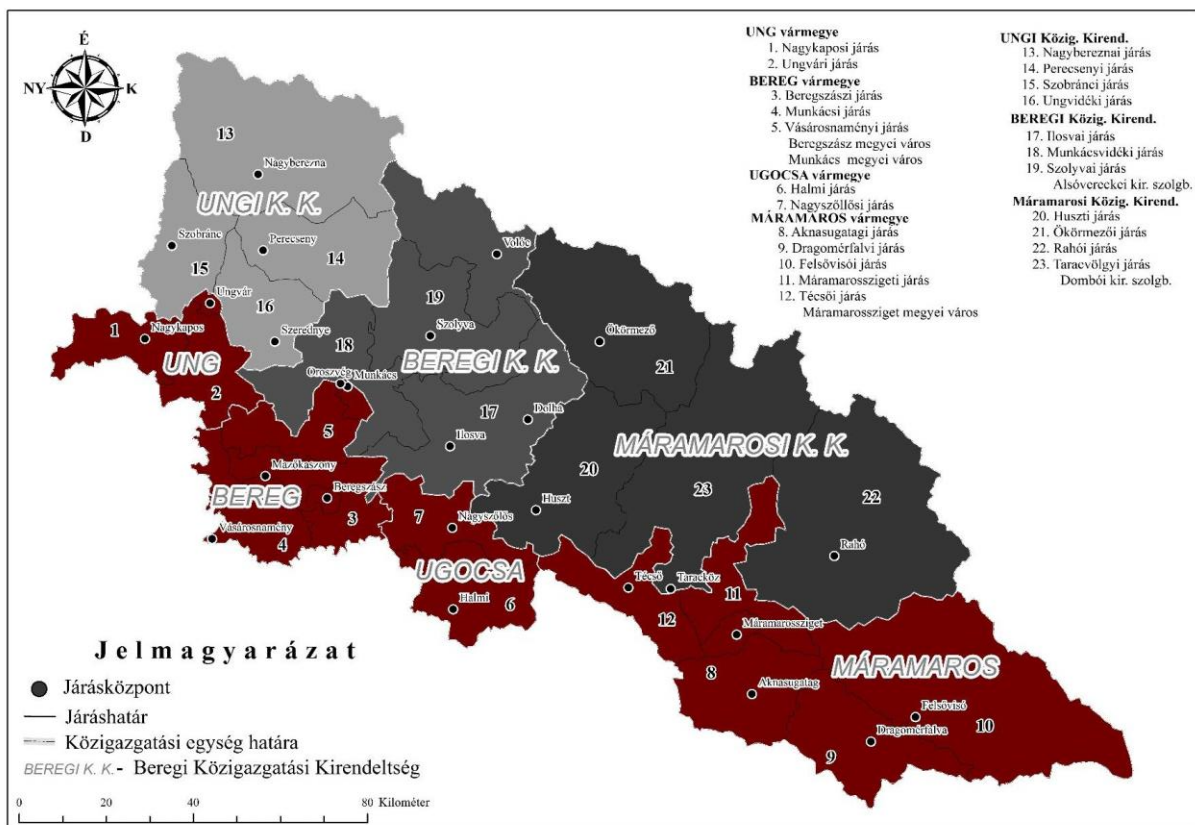 É
NY
K
D
UNG vármegye
1. Nagykaposi járás
2. Ungvári járás
BEREG vármegye
3. Beregszászi járás
4. Munkácsi járás
5. Vásárosnaményi járás
Beregszász megyei város
Munkács megyei város
UGOCSA vármegye
6. Halmi járás
7. Nagyszöllősi járás
MÁRAMAROS vármegye
8. Aknasugatagi járás
9. Dragomérfalvi járás
10. Felsővisói járás
11. Máramarosszigeti járás
12. Técsői járás
Máramarossziget megyei város
UNGI Közig. Kirend.
13. Nagybereznai járás
14. Perecsenyi járás
15. Szobránci járás
16. Ungvidéki járás
BEREGI Közig. Kirend.
17. Ilosvai járás
18. Munkácsvidéki járás
19. Szolyvai járás
Alsóvereckei kir. szolgb.
Máramarosi Közig. Kirend.
20. Huszti járás
21. Ökörmezői járás
22. Rahói járás
23. Taracvölgyi járás
Dombói kir. szolgb.
13
Nagyberezna
UNGI K. K.
Szobránc
Perecseny
14
15
Volóc
19
Ungvár
16
Szerednye
18
Szolyva
Ökörmező
21
1
Nagykapos
UNG
BEREGI K. K.
Oroszvég
Munkács
2
17
Dolha
5
Ilosva
MÁRAMAROSI K. K.
Mazőkaszony
20
BEREG
Beregszász
23
22
3
7
Huszt
Nagyszőlős
Vásárosnamény
4
Rahó
UGOCSA
Técső
Taracköz
11
Halmi
6
12
Máramarossziget
MÁRAMAROS
8
Aknasugatag
Felsővisó
10
Dragomérfalva
9
Jelmagyarázat
Járásközpont
Járáshatár
Közigazgatási egység határa
BEREGI K. K.- Beregi Közigazgatási Kirendeltség
0 20 40 60 80 Kilométer